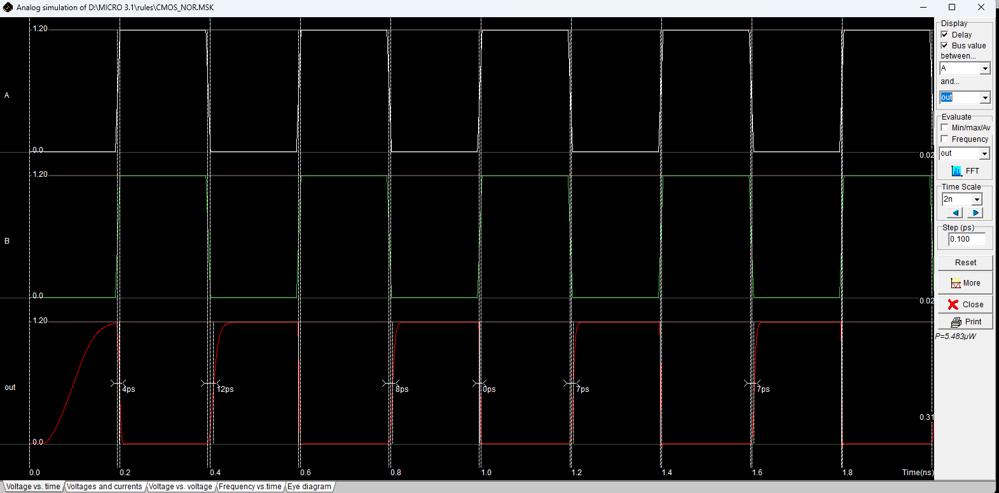 Analog simulation of D:\MICRO 3.1\rules\CMOS_NOR.MSK
1.20
A
0.0
0.02
1.20
B
0.0
0.02
1.20
out
4ps
12ps
8ps
0ps
7ps
7ps
0.31
0.0
0.0 0.2 0.4 0.6 0.8 1.0 1.2 1.4 1.6 1.8 Time(ns)
Voltage vs. time Voltages and currents Voltage vs. voltage Frequency vs.time Eye diagram
Display
Delay
Bus value
between...
A
and...
out
Evaluate
Min/max/Av
Frequency
out
FFT
Time Scale
2n
Step (ps)
0.100
Reset
More
Close
Print
P=5.483µW